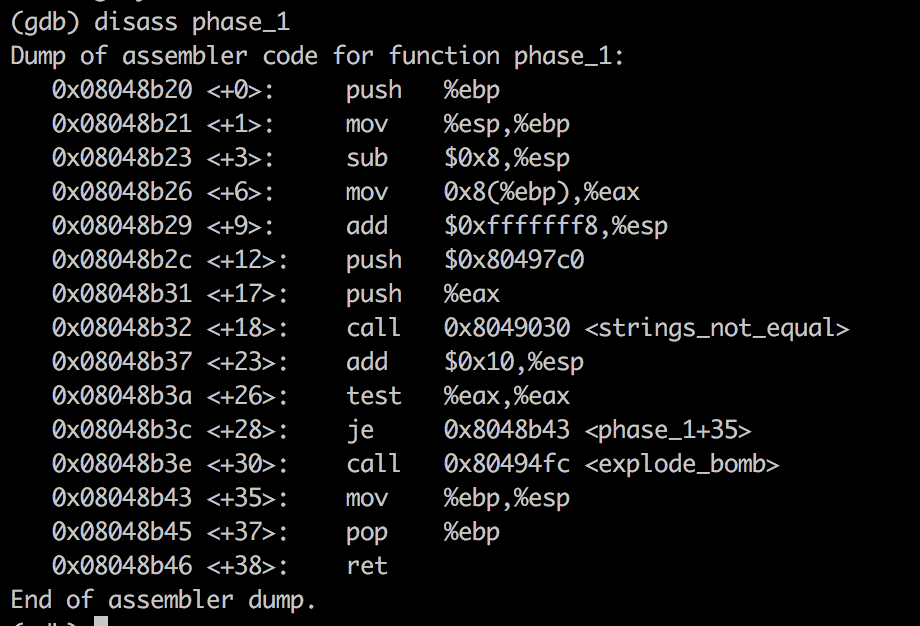 (gdb) disass phase_1
Dump of assembler code for function phase_1:
   0x08048b20 <+0>:     push   %ebp
   0x08048b21 <+1>:     mov    %esp,%ebp
   0x08048b23 <+3>:     sub    $0x8,%esp
   0x08048b26 <+6>:     mov    0x8(%ebp),%eax
   0x08048b29 <+9>:     add    $0xfffffff8,%esp
   0x08048b2c <+12>:    push   $0x80497c0
   0x08048b31 <+17>:    push   %eax
   0x08048b32 <+18>:    call   0x8049030 <strings_not_equal>
   0x08048b37 <+23>:    add    $0x10,%esp
   0x08048b3a <+26>:    test   %eax,%eax
   0x08048b3c <+28>:    je     0x8048b43 <phase_1+35>
   0x08048b3e <+30>:    call   0x80494fc <explode_bomb>
   0x08048b43 <+35>:    mov    %ebp,%esp
   0x08048b45 <+37>:    pop    %ebp
   0x08048b46 <+38>:    ret
End of assembler dump.